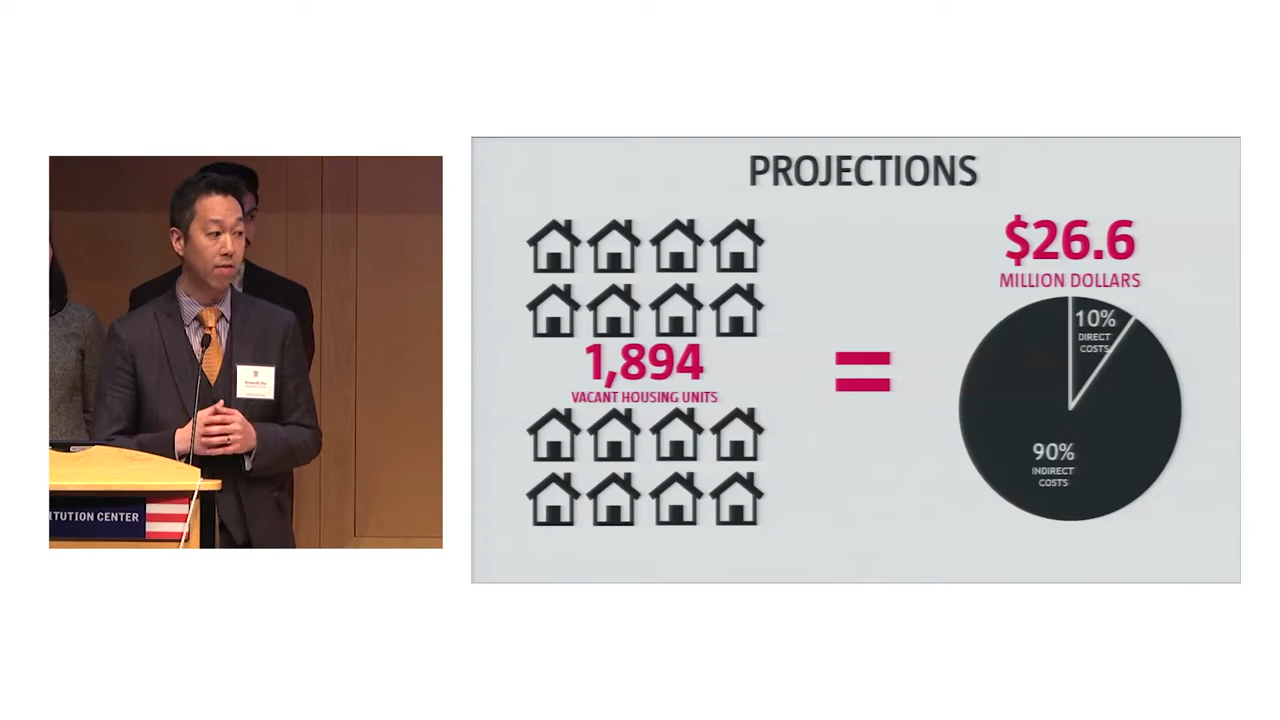 ITUTION CENTER
PROJECTIONS
1,894
VACANT HOUSING UNITS
$26.6
MILLION DOLLARS
10%
DIRECT
COSTS
90%
INDIRECT
COSTS